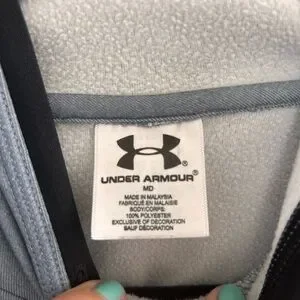 UNDER ARMOUR®
MD
MADE IN MALAYSIA
FABRIQUÉ EN MALAISIE
BODY/CORPS:
100% POLYESTER
EXCLUSIVE OF DECORATION
SAUF DÉCORATION